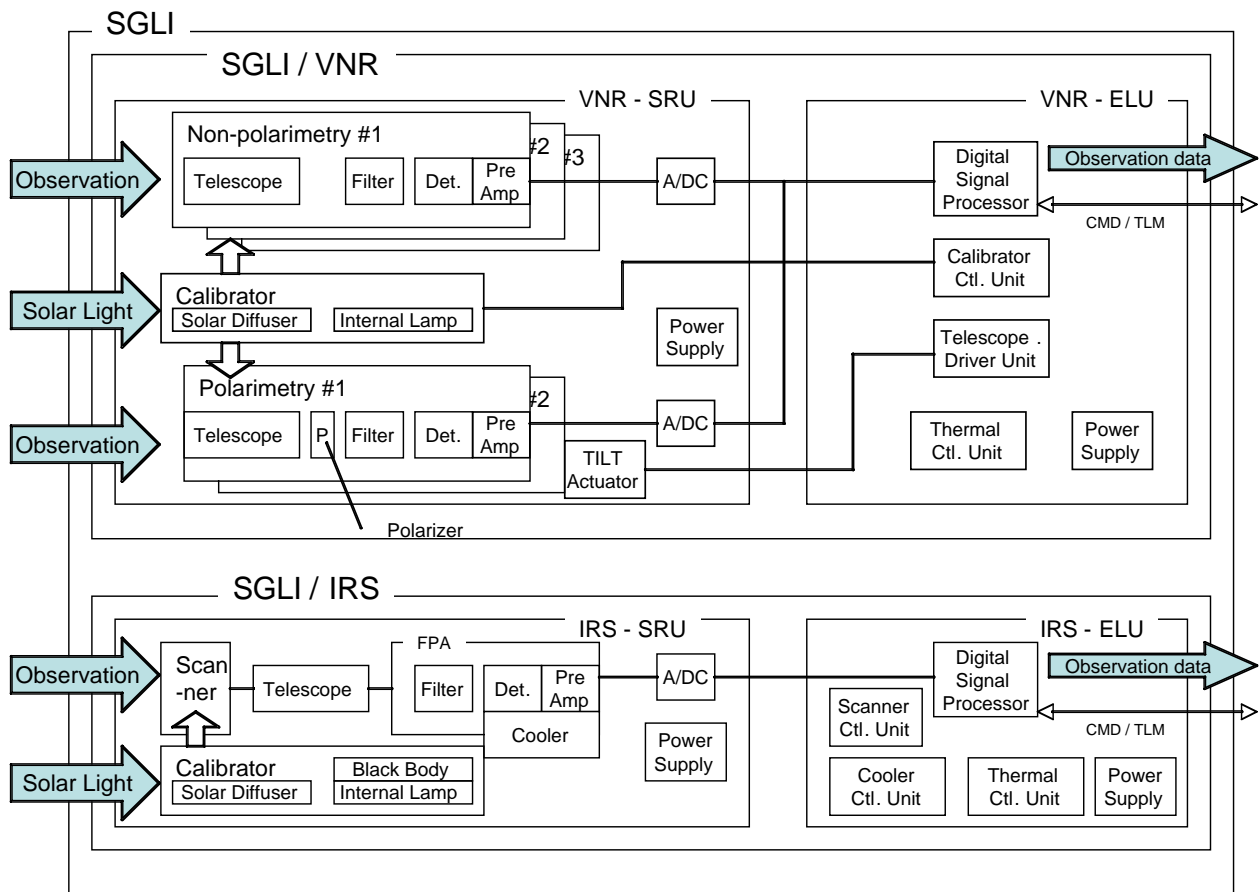 SGLI
SGLI / VNR
VNR - SRU
VNR - ELU
Non-polarimetry #1
#2
#3
Observation
Telescope
Filter
Det.
Pre
Amp
A/DC
Digital
Signal
Processor
Observation data
CMD / TLM
Solar Light
Calibrator
Solar Diffuser
Internal Lamp
Calibrator
Ctl. Unit
Power
Supply
Telescope .
Driver Unit
Polarimetry #1
#2
Observation
Telescope
P
Filter
Det.
Pre
Amp
A/DC
TILT
Actuator
Thermal
Ctl. Unit
Power
Supply
Polarizer
SGLI / IRS
IRS - SRU
IRS - ELU
Observation
Scan
-ner
Telescope
FPA
Filter
Det.
Pre
Amp
Cooler
A/DC
Digital
Signal
Processor
Observation data
CMD / TLM
Scanner
Ctl. Unit
Solar Light
Calibrator
Solar Diffuser
Black Body
Internal Lamp
Power
Supply
Cooler
Ctl. Unit
Thermal
Ctl. Unit
Power
Supply